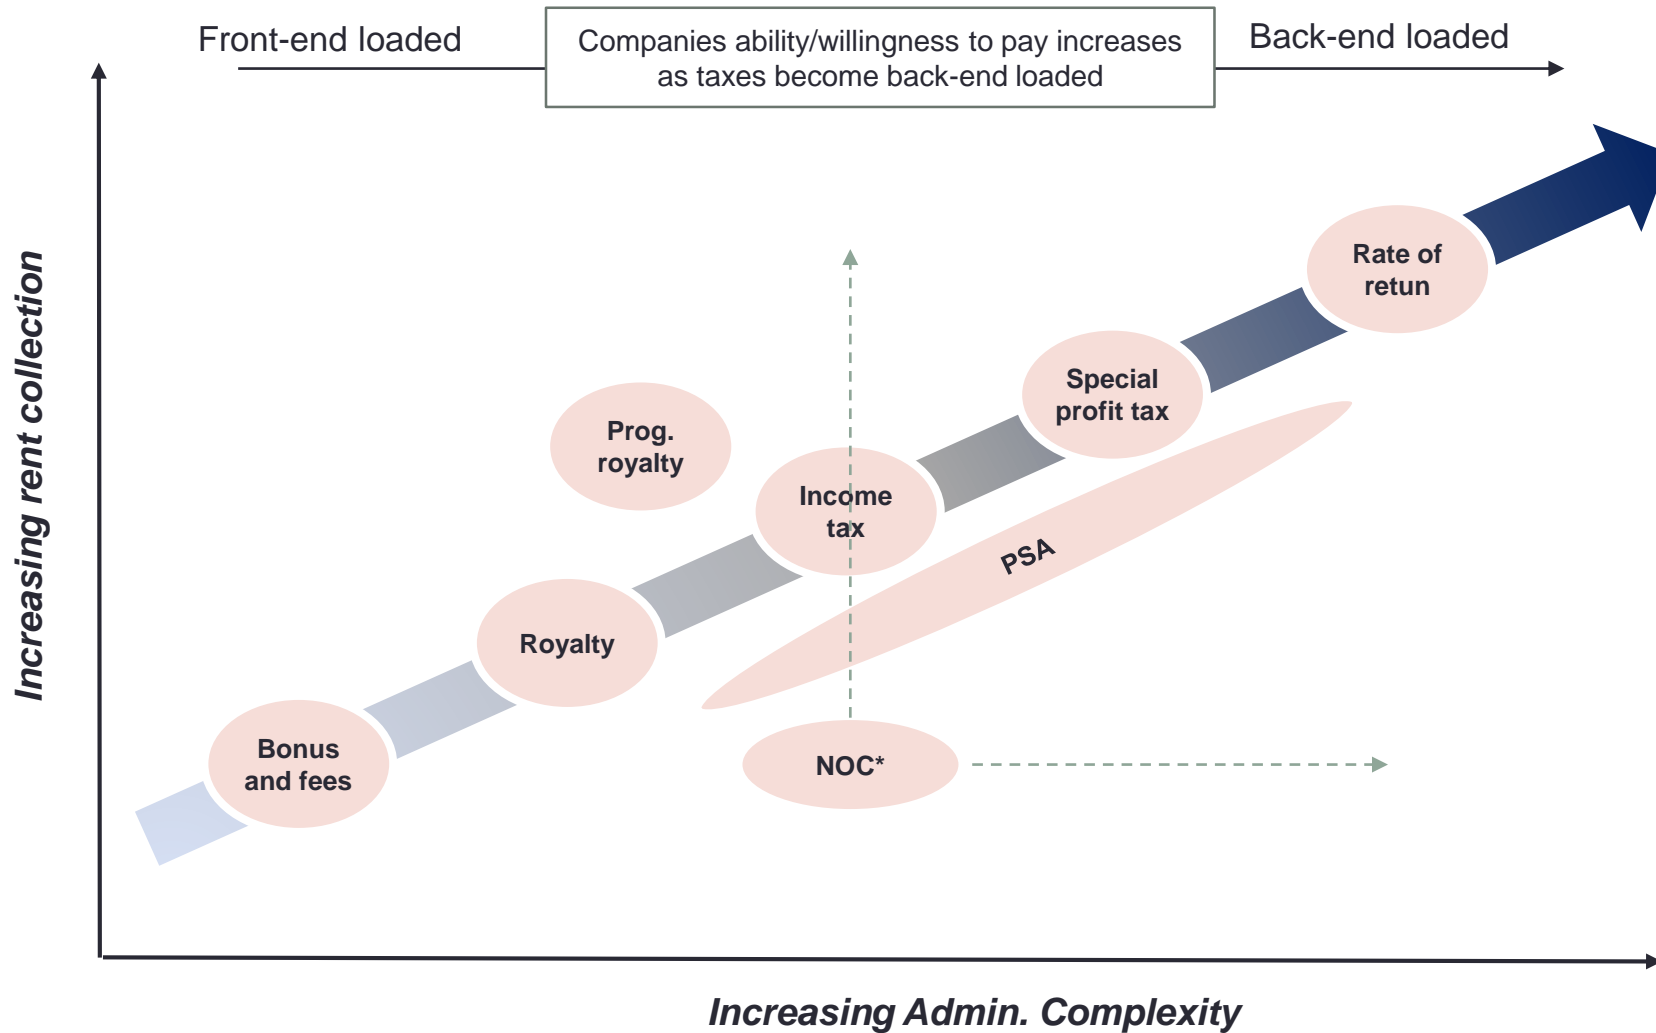 Front-end loaded
Companies ability/willingness to pay increases
as taxes become back-end loaded
Back-end loaded
Increasing rent collection
Rate of
retun
Special
profit tax
Prog.
royalty
Income
tax
PSA
Royalty
Bonus
and fees
NOC*
Increasing Admin. Complexity